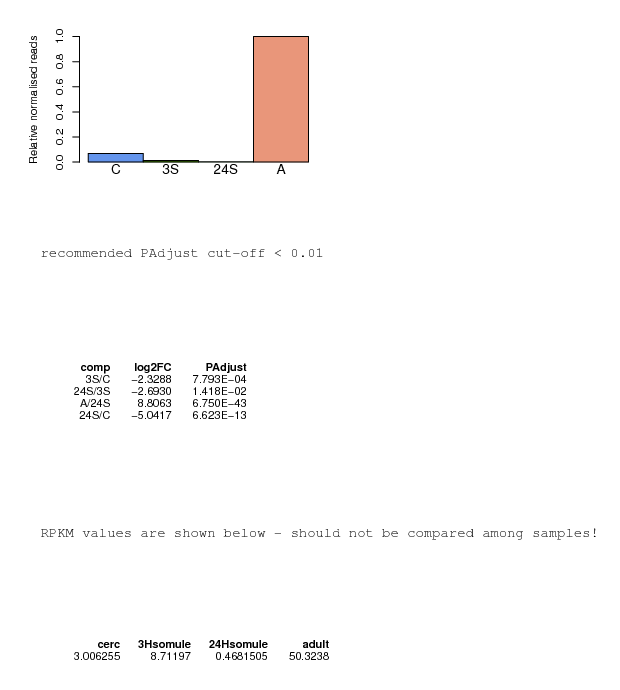 Relative normalised reads
1.0
0.8
0.6
0.4
0.2
0.0
C 3S 24S A
recommended PAdjust cut-off < 0.01
comp log2FC PAdjust
3S/C −2.3288 7.793E−04
24S/3S −2.6930 1.418E−02
A/24S 8.8063 6.750E−43
24S/C −5.0417 6.623E−13
RPKM values are shown below - should not be compared among samples!
cerc 3Hsomule 24Hsomule adult
3.006255 8.71197 0.4681505 50.3238